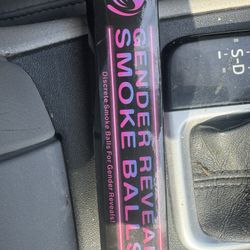 GENDER REVEAL
SMOKE BALLS
Discrete Smoke Balls For Gender Reveals!
S-D